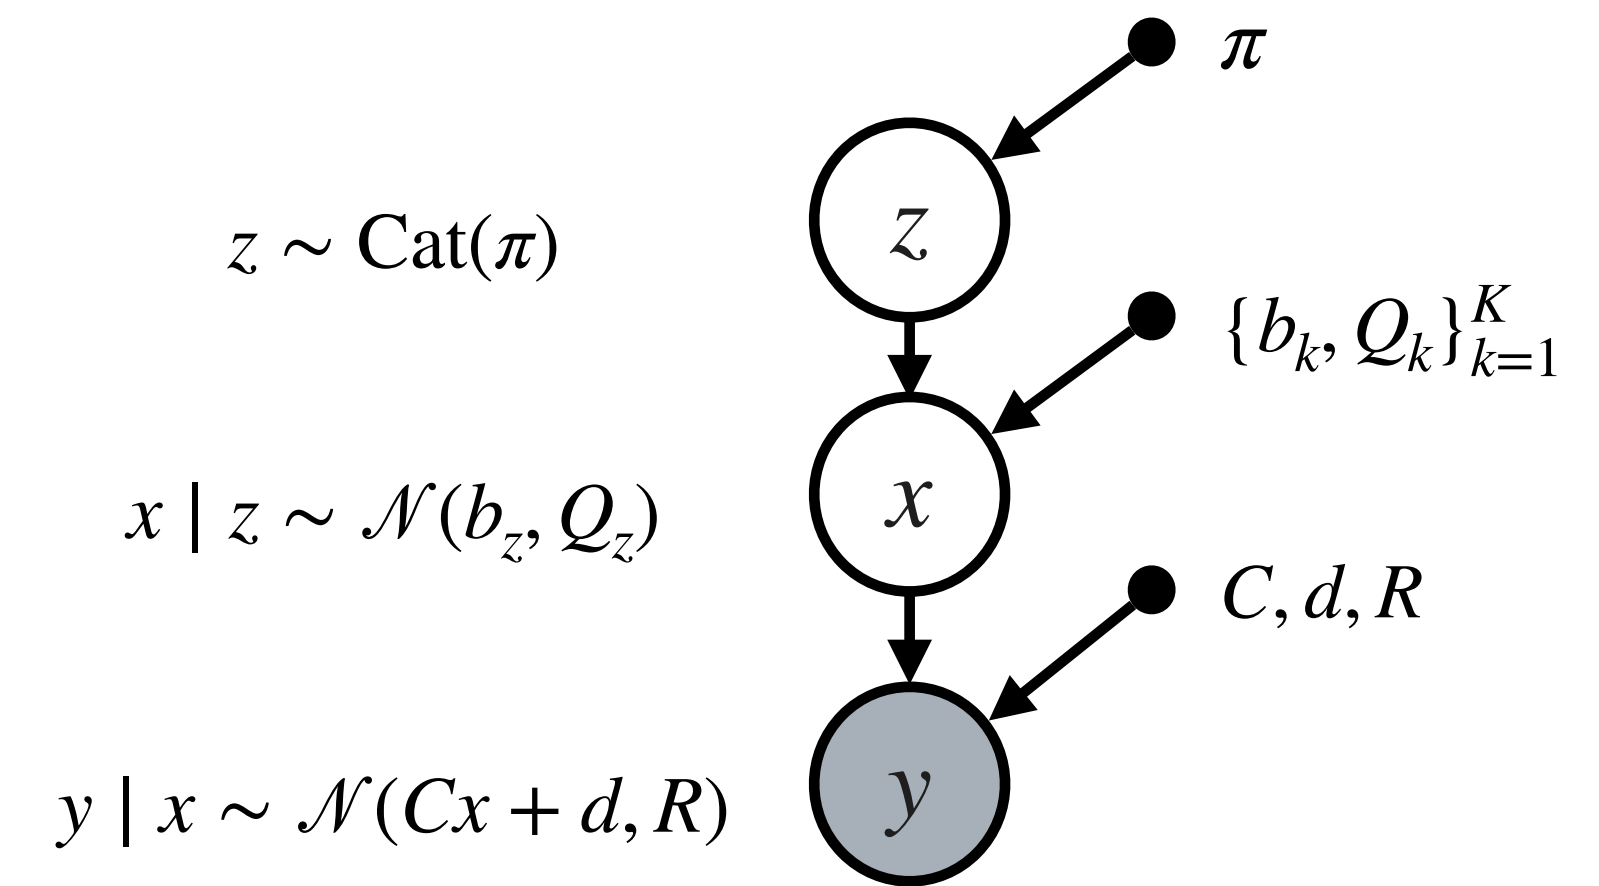 π
z
z ∼ Cat(π)
{b_k, Q_k}_{k=1}^K
x
x | z ∼ 𝒩(b_z, Q_z)
C, d, R
y
y | x ∼ 𝒩(Cx + d, R)